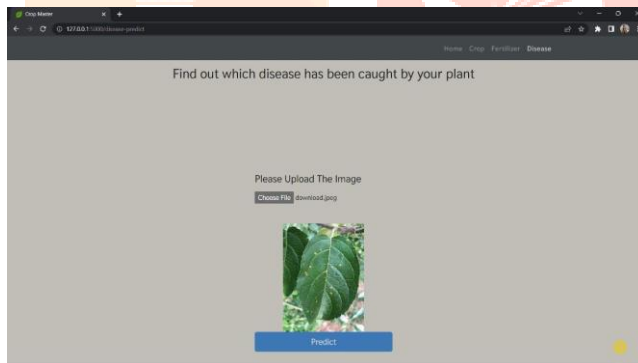 Crop Master
127.0.0.1:5000/disease-predict
Home Crop Fertilizer Disease
Find out which disease has been caught by your plant
Please Upload The Image
Choose File download.jpeg
Predict